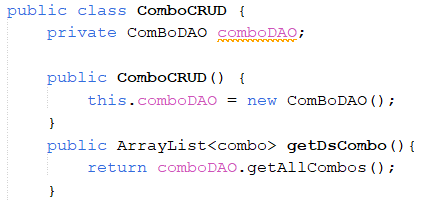 public class ComboCRUD {
    private ComBoDAO comboDAO;

    public ComboCRUD() {
        this.comboDAO = new ComBoDAO();
    }
    public ArrayList<combo> getDsCombo(){
        return comboDAO.getAllCombos();
    }